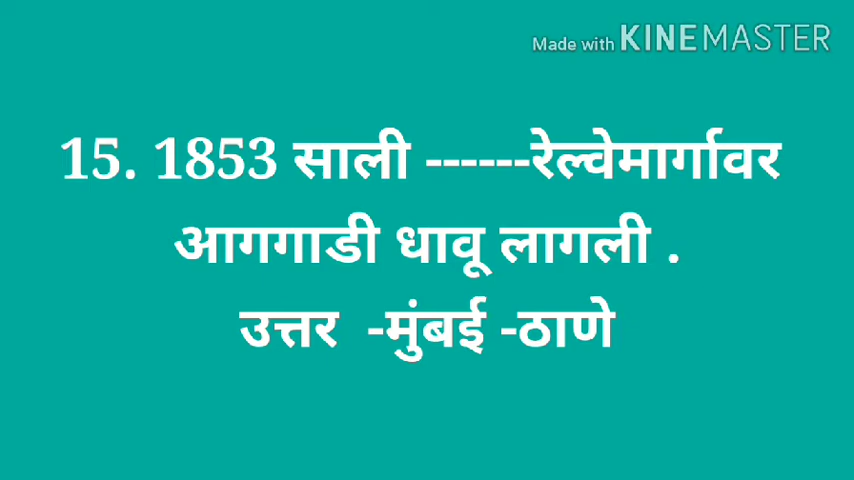 Made with KINEMASTER
15. 1853 साली ------रेल्वेमार्गावर
आगगाडी धावू लागली .
उत्तर -मुंबई -ठाणे